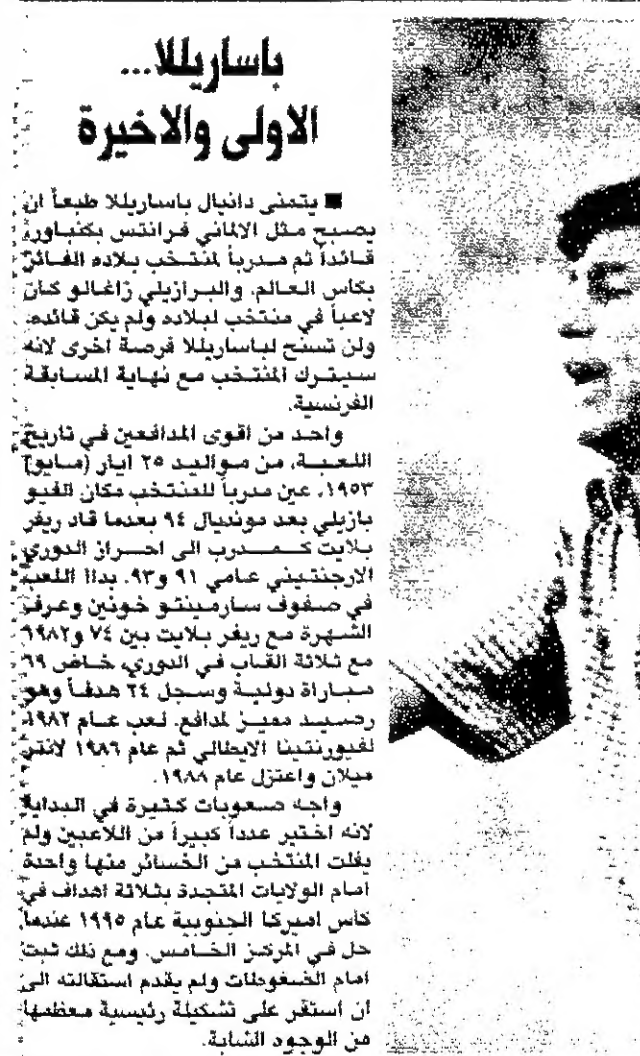 باساريللا...
الاولى والاخيرة
■ يتمنى دانيال باساريللا طبعاً ان
يصبح مثل الالماني فرانتس بكنباور
قائداً ثم مدرباً لمنتخب بلاده الفائز
بكاس العالم. والبرازيلي زاغالو كان
لاعباً في منتخب لبلاده ولم يكن قائده.
ولن تسنح لباساريللا فرصة اخرى لانه
سيترك المنتخب مع نهاية المسابقة
الفرنسية.
واحد من اقوى المدافعين في تاريخ
اللعبة، من مواليد ٢٥ ايار (مايو)
١٩٥٣، عين مدرباً للمنتخب مكان الفيو
بازيلي بعد مونديال ٩٤ بعدما قاد ريفر
بلايت كمدرب الى احراز الدوري
الارجنتيني عامي ٩١ و٩٣. بدأ اللعب
في صفوف سارمينتو خونين وعرف
الشهرة مع ريفر بلايت بين ٧٤ و١٩٨٢
مع ثلاثة القاب في الدوري، خاض ٦٩
مباراة دولية وسجل ٢٤ هدفاً وهو
رصيد مميز لمدافع. لعب عام ١٩٨٢
لفيورنتينا الايطالي ثم عام ١٩٨٦ لانتر
ميلان واعتزل عام ١٩٨٨.
واجه صعوبات كثيرة في البداية
لانه اختير عدداً كبيراً من اللاعبين ولم
يفلت المنتخب من الخسائر منها واحدة
امام الولايات المتحدة بثلاثة اهداف في
كاس اميركا الجنوبية عام ١٩٩٥ عندما
حل في المركز الخامس. ومع ذلك ثبت
امام الضغوطات ولم يقدم استقالته الى
ان استقر على تشكيلة رئيسية معظمها
من الوجود الشابة.